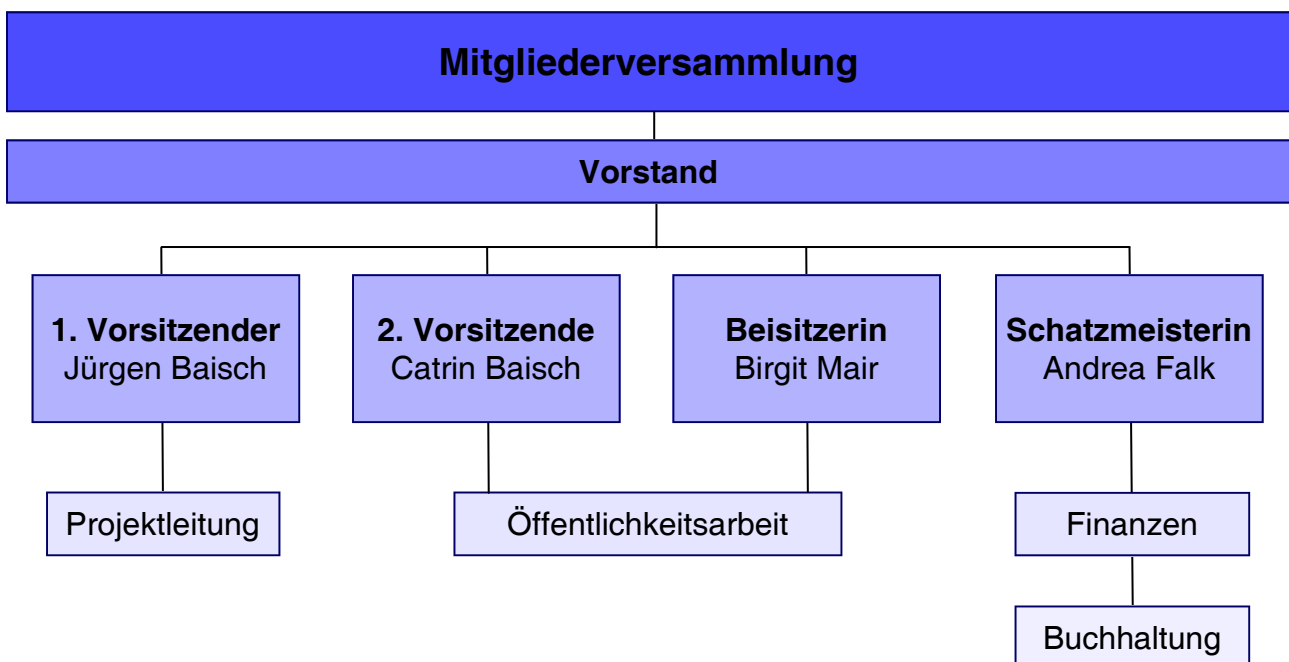 Mitgliederversammlung
Vorstand
1. Vorsitzender
Jürgen Baisch
2. Vorsitzende
Catrin Baisch
Beisitzerin
Birgit Mair
Schatzmeisterin
Andrea Falk
Projektleitung
Öffentlichkeitsarbeit
Finanzen
Buchhaltung